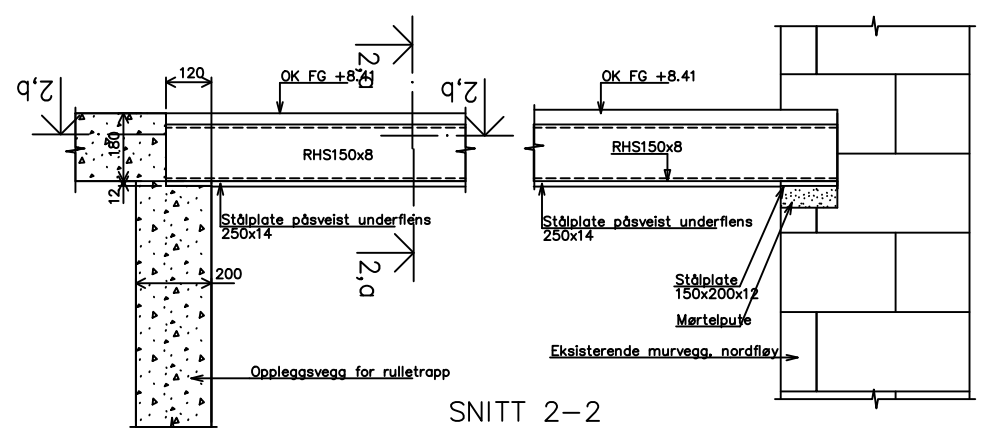 120
OK FG +8.41
2,a
2,b
2,b
OK FG +8.41
180
RHS150x8
RHS150x8
12
Stålplate påsveist underflens
250x14
Stålplate påsveist underflens
250x14
2,a
200
Stålplate
150x200x12
Mørtelpute
Eksisterende murvegg, nordfløy
Oppleggsvegg for rulletrapp
SNITT 2-2